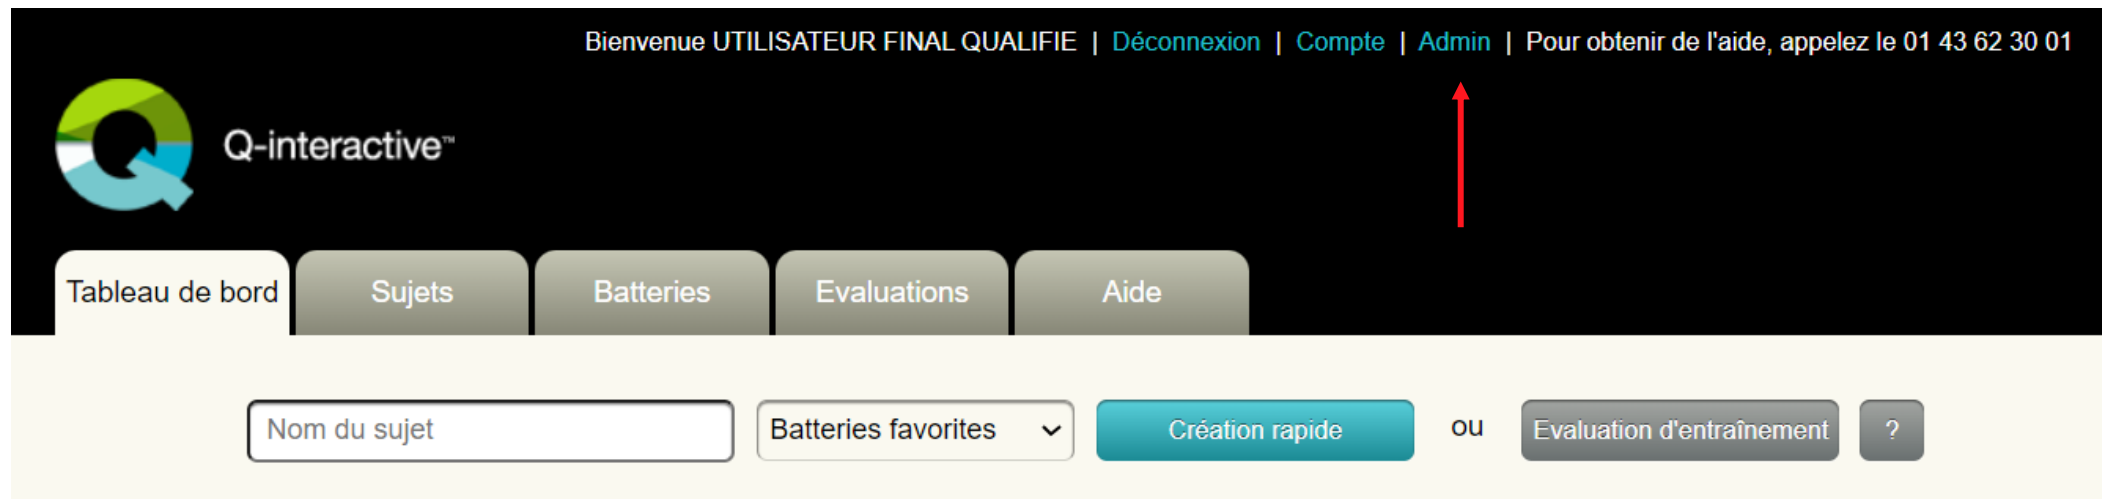 Bienvenue UTILISATEUR FINAL QUALIFIE | Déconnexion | Compte | Admin | Pour obtenir de l'aide, appelez le 01 43 62 30 01
Q-interactive™
Tableau de bord Sujets Batteries Evaluations Aide
Nom du sujet Batteries favorites Création rapide ou Evaluation d'entraînement ?